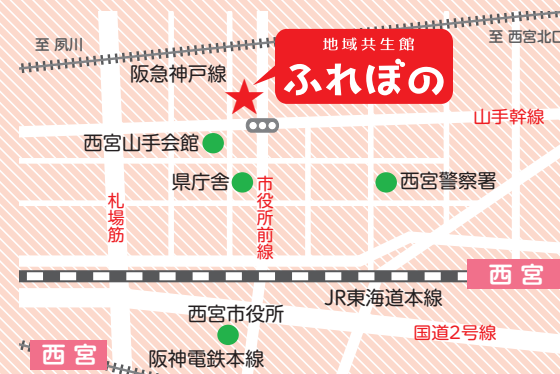 至 夙川
地域共生館
ふれぼの
至 西宮北口
阪急神戸線
山手幹線
西宮山手会館
県庁舎
市役所前線
西宮警察署
札場筋
西宮
JR東海道本線
西宮市役所
国道2号線
西宮
阪神電鉄本線